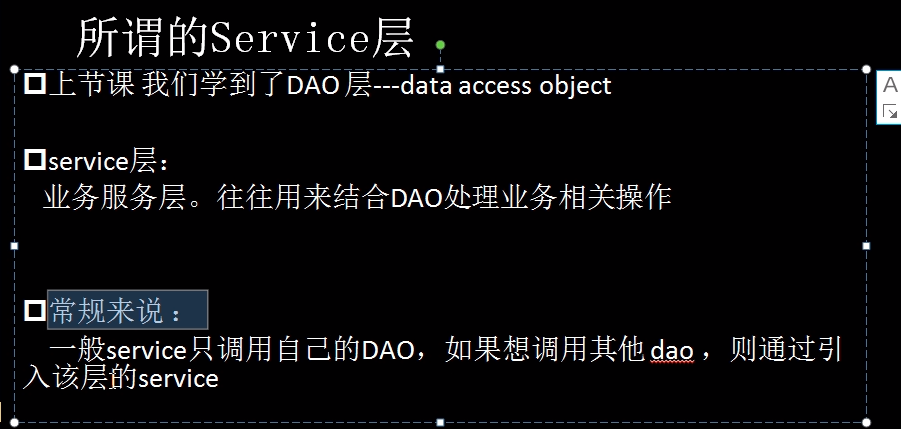 所谓的Service层
上节课 我们学到了DAO 层---data access object
service层：
业务服务层。往往用来结合DAO处理业务相关操作
常规来说 ：
一般service只调用自己的DAO，如果想调用其他 dao ，则通过引
入该层的service
A